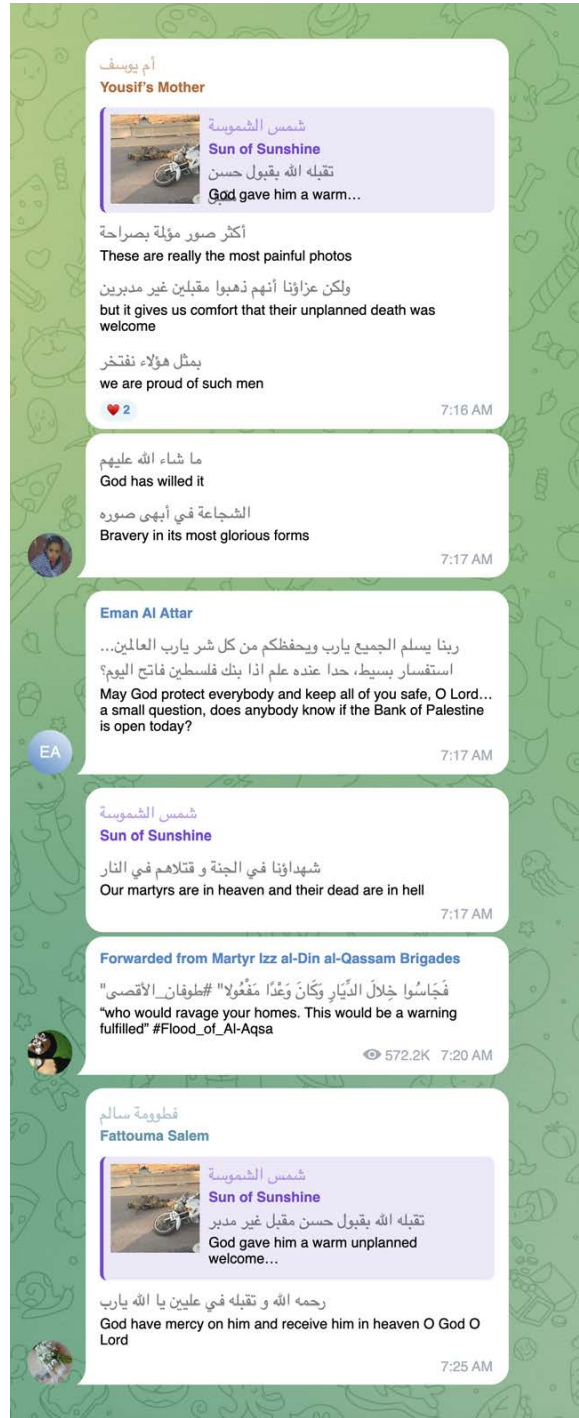 أم يوسف
Yousif's Mother
شمس الشموسة
Sun of Sunshine
تقبله الله بقبول حسن
God gave him a warm…
أكثر صور مؤلمة بصراحة
These are really the most painful photos
ولكن عزاؤنا أنهم ذهبوا مقبلين غير مدبرين
but it gives us comfort that their unplanned death was
welcome
بمثل هؤلاء نفتخر
we are proud of such men
2
7:16 AM
ما شاء الله عليهم
God has willed it
الشجاعة في أبهى صوره
Bravery in its most glorious forms
7:17 AM
Eman Al Attar
ربنا يسلم الجميع يارب ويحفظكم من كل شر يارب العالمين...
استفسار بسيط، حدا عنده علم اذا بنك فلسطين فاتح اليوم؟
May God protect everybody and keep all of you safe, O Lord…
a small question, does anybody know if the Bank of Palestine
is open today?
EA
7:17 AM
شمس الشموسة
Sun of Sunshine
شهداؤنا في الجنة و قتلاهم في النار
Our martyrs are in heaven and their dead are in hell
7:17 AM
Forwarded from Martyr Izz al-Din al-Qassam Brigades
فَجَاسُوا خِلالَ الدِّيَارِ وَكَانَ وَعْدًا مَفْعُولا" #طوفان_الأقصى"
“who would ravage your homes. This would be a warning
fulfilled” #Flood_of_Al-Aqsa
572.2K 7:20 AM
فطوومة سالم
Fattouma Salem
شمس الشموسة
Sun of Sunshine
تقبله الله بقبول حسن مقبل غير مدبر
God gave him a warm unplanned
welcome…
رحمه الله و تقبله في عليين يا الله يارب
God have mercy on him and receive him in heaven O God O
Lord
7:25 AM